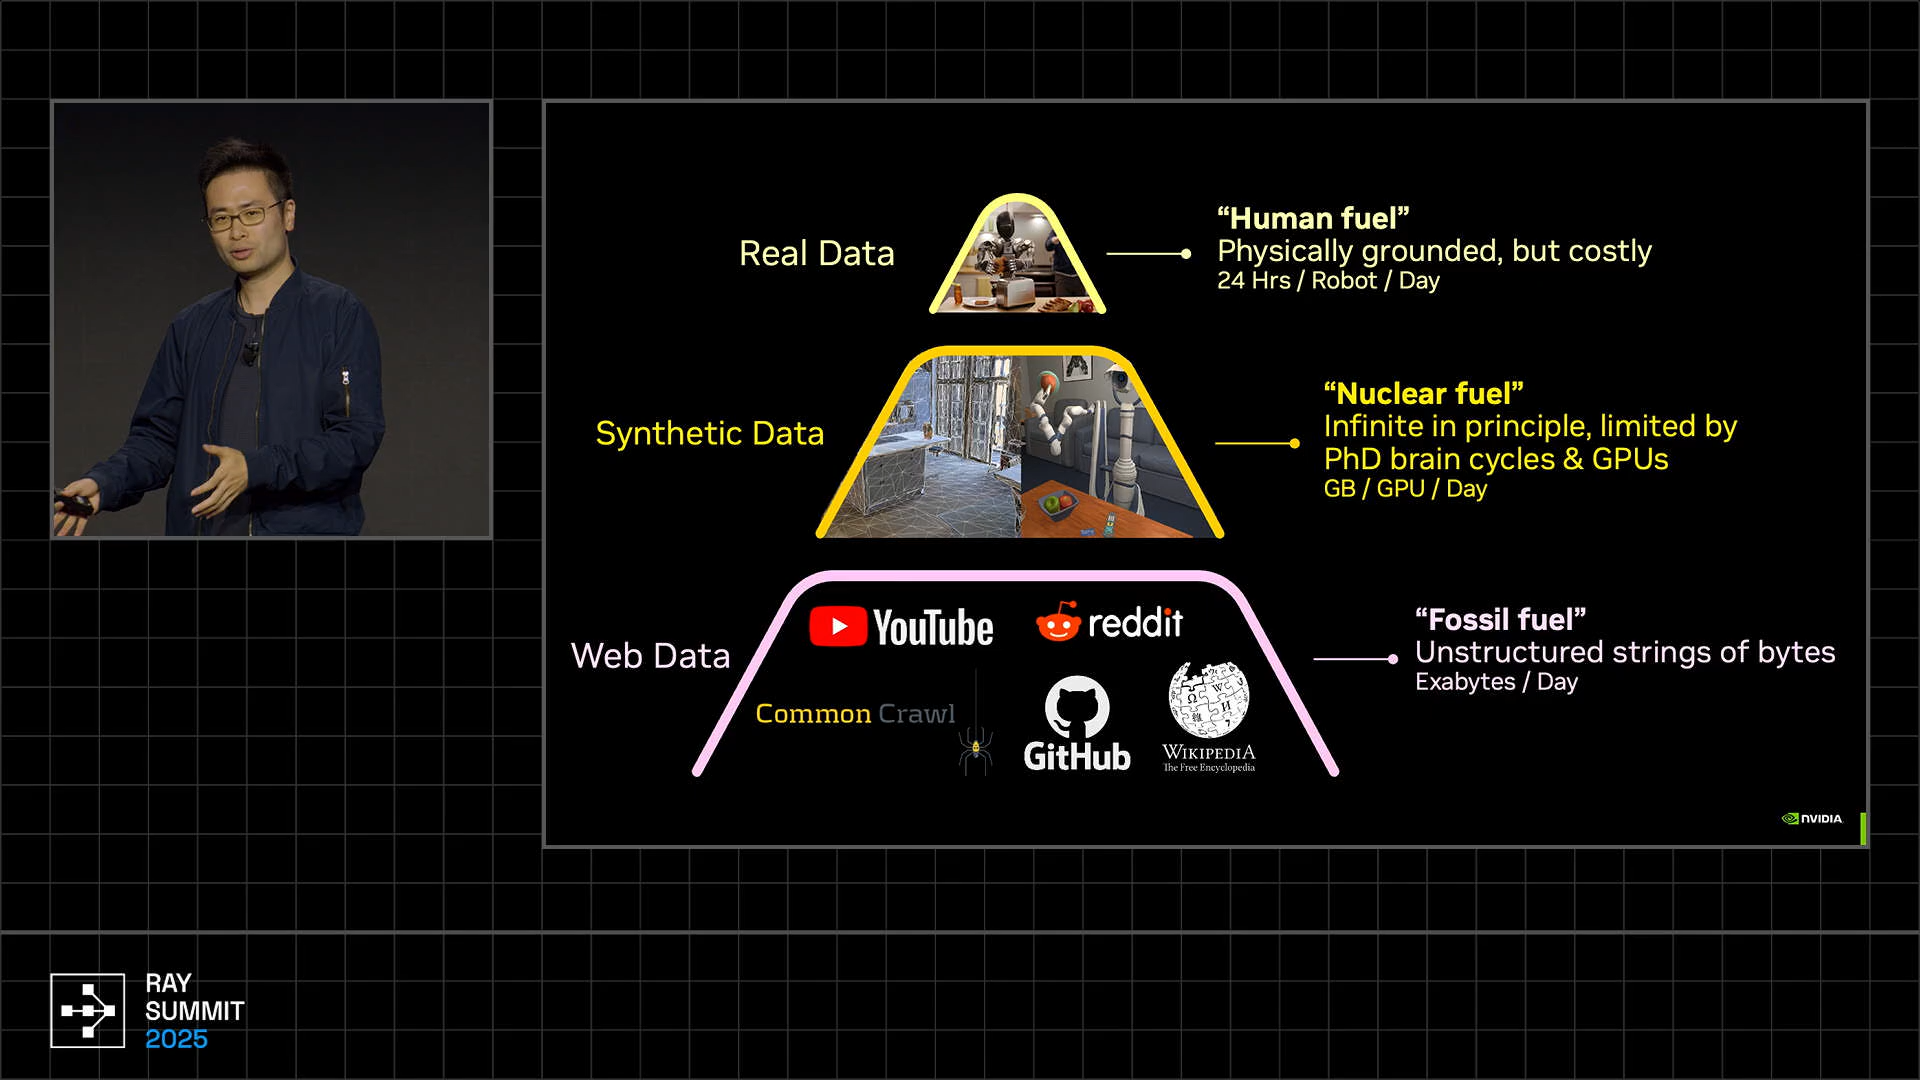 Real Data
“Human fuel”
Physically grounded, but costly
24 Hrs / Robot / Day
Synthetic Data
“Nuclear fuel”
Infinite in principle, limited by
PhD brain cycles & GPUs
GB / GPU / Day
Web Data
YouTube
reddit
Common Crawl
GitHub
WIKIPEDIA
The Free Encyclopedia
“Fossil fuel”
Unstructured strings of bytes
Exabytes / Day
NVIDIA
RAY
SUMMIT
2025